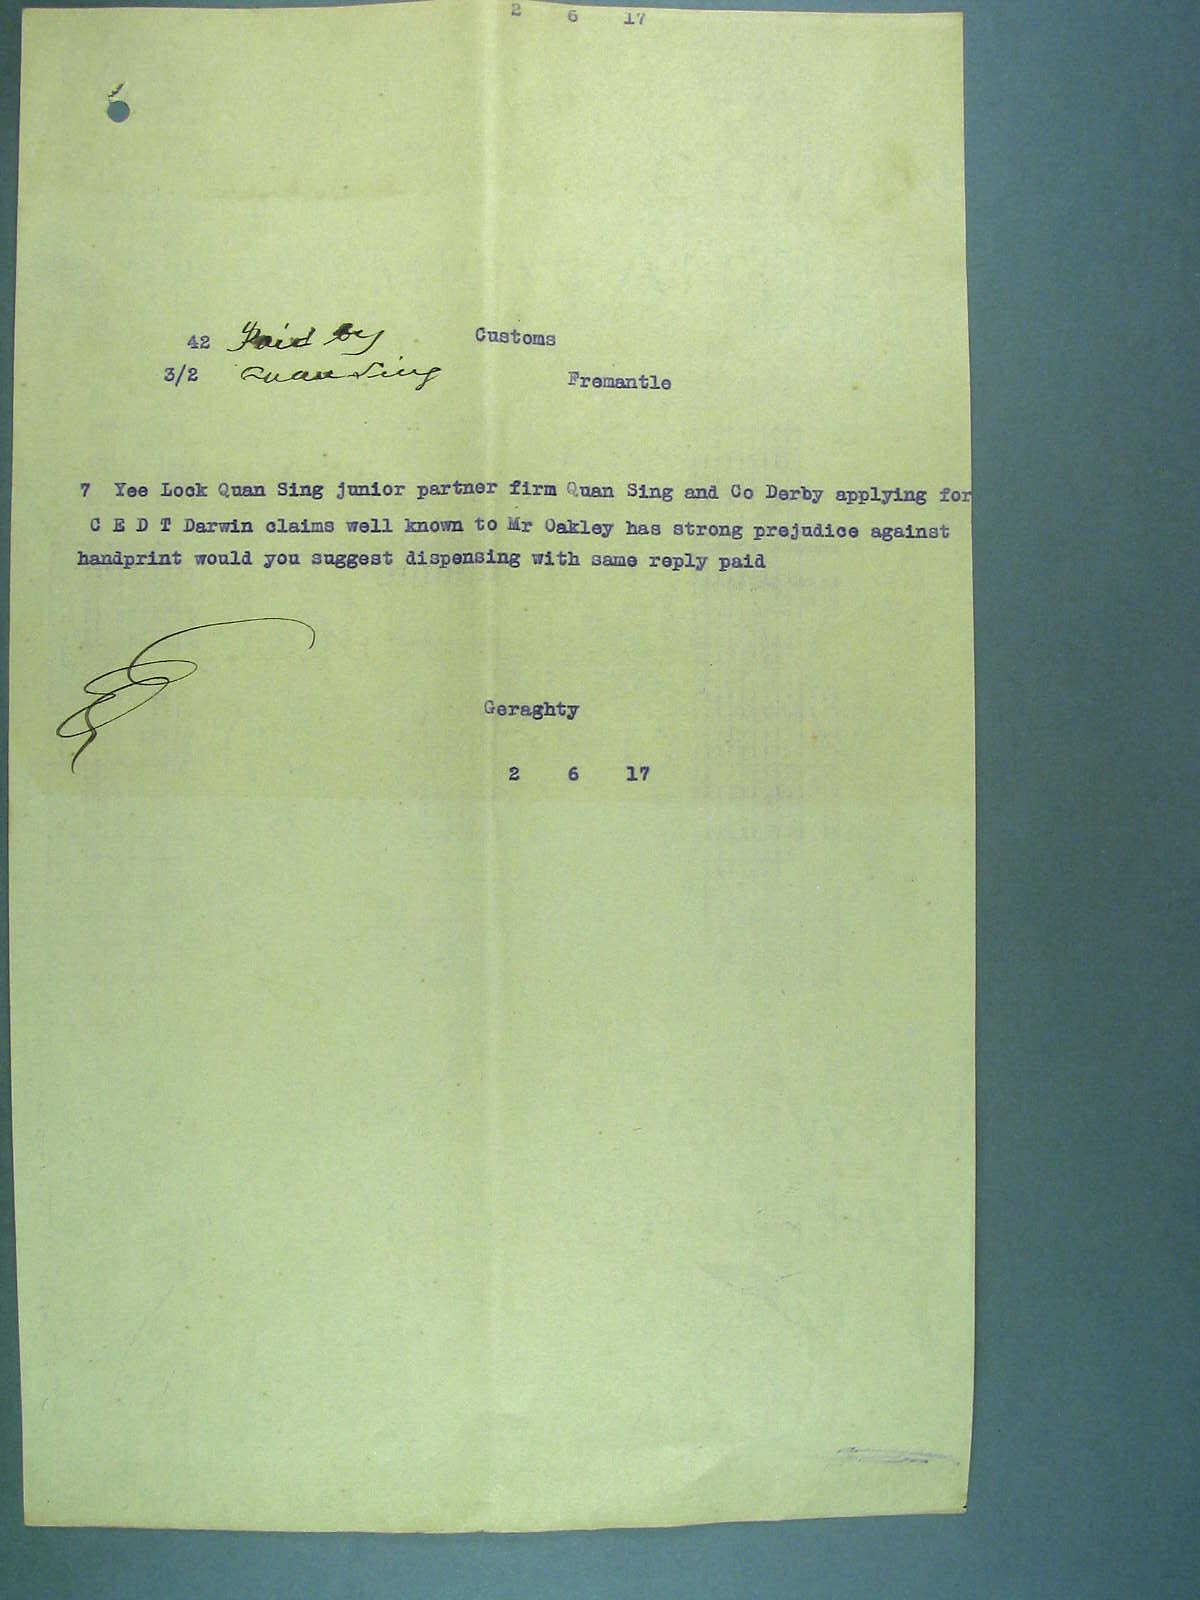 2 6 17
42 Paid by Customs
3/2 Quan Sing Fremantle
7 Yee Lock Quan Sing junior partner firm Quan Sing and Co Derby applying for
C E D T Darwin claims well known to Mr Oakley has strong prejudice against
handprint would you suggest dispensing with same reply paid
Geraghty
2 6 17